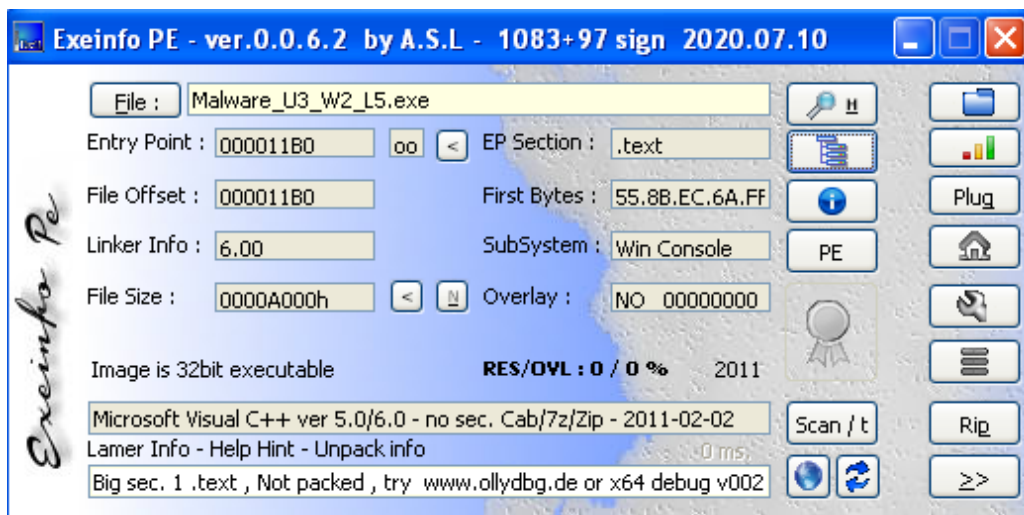 Exeinfo PE - ver.0.0.6.2 by A.S.L - 1083+97 sign 2020.07.10
File : Malware_U3_W2_L5.exe
Entry Point : 000011B0 oo < EP Section : .text
File Offset : 000011B0 First Bytes : 55.8B.EC.6A.FF Plug
Linker Info : 6.00 SubSystem : Win Console PE
File Size : 0000A000h < N Overlay : NO 00000000
Image is 32bit executable RES/OVL : 0 / 0 % 2011
Microsoft Visual C++ ver 5.0/6.0 - no sec. Cab/7z/Zip - 2011-02-02 Scan / t Rip
Lamer Info - Help Hint - Unpack info 0 ms.
Big sec. 1 .text , Not packed , try www.ollydbg.de or x64 debug v002 >>
Exeinfo Pe
H